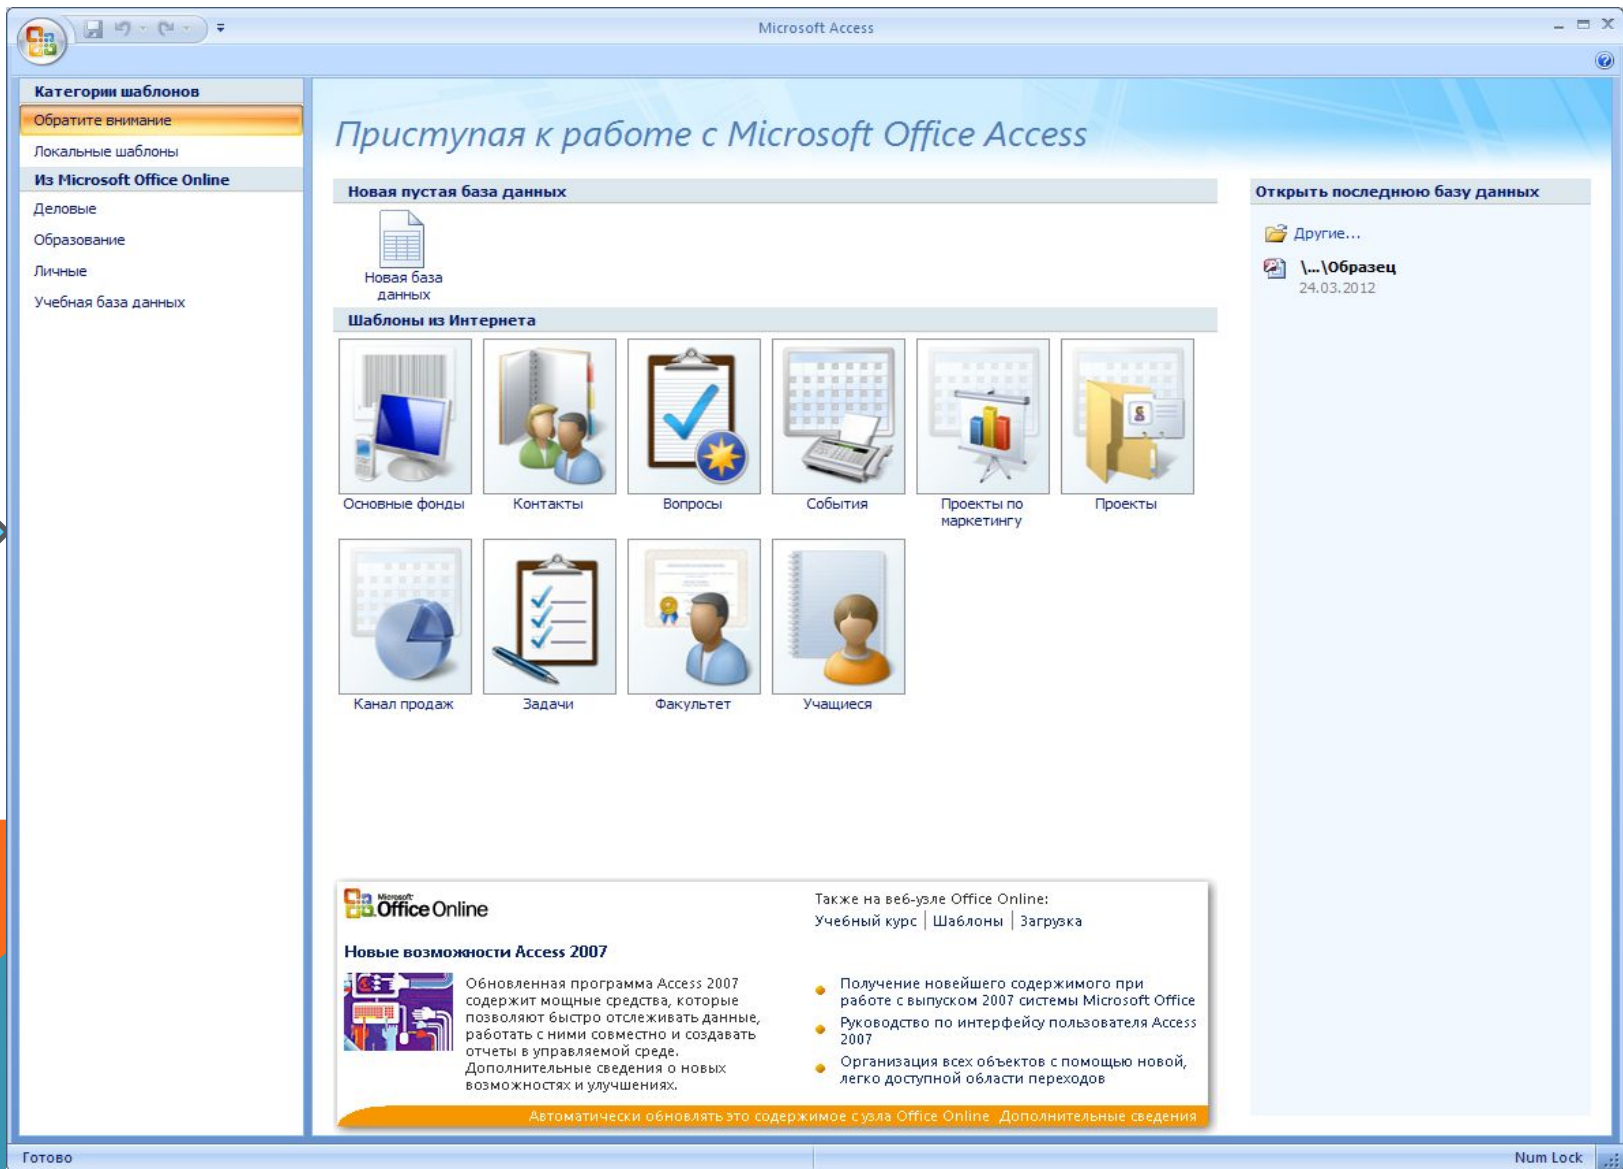 Microsoft Access
Категории шаблонов
Обратите внимание
Локальные шаблоны
Из Microsoft Office Online
Деловые
Образование
Личные
Учебная база данных
Приступая к работе с Microsoft Office Access
Новая пустая база данных
Новая база
данных
Шаблоны из Интернета
Основные фонды
Контакты
Вопросы
События
Проекты по
маркетингу
Проекты
Канал продаж
Задачи
Факультет
Учащиеся
Открыть последнюю базу данных
Другие...
\...\Образец
24.03.2012
Microsoft
Office Online
Также на веб-узле Office Online:
Учебный курс | Шаблоны | Загрузка
Новые возможности Access 2007
Обновленная программа Access 2007
содержит мощные средства, которые
позволяют быстро отслеживать данные,
работать с ними совместно и создавать
отчеты в управляемой среде.
Дополнительные сведения о новых
возможностях и улучшениях.
Получение новейшего содержимого при
работе с выпуском 2007 системы Microsoft Office
Руководство по интерфейсу пользователя Access
2007
Организация всех объектов с помощью новой,
легко доступной области переходов
Автоматически обновлять это содержимое с узла Office Online Дополнительные сведения
Готово
Num Lock